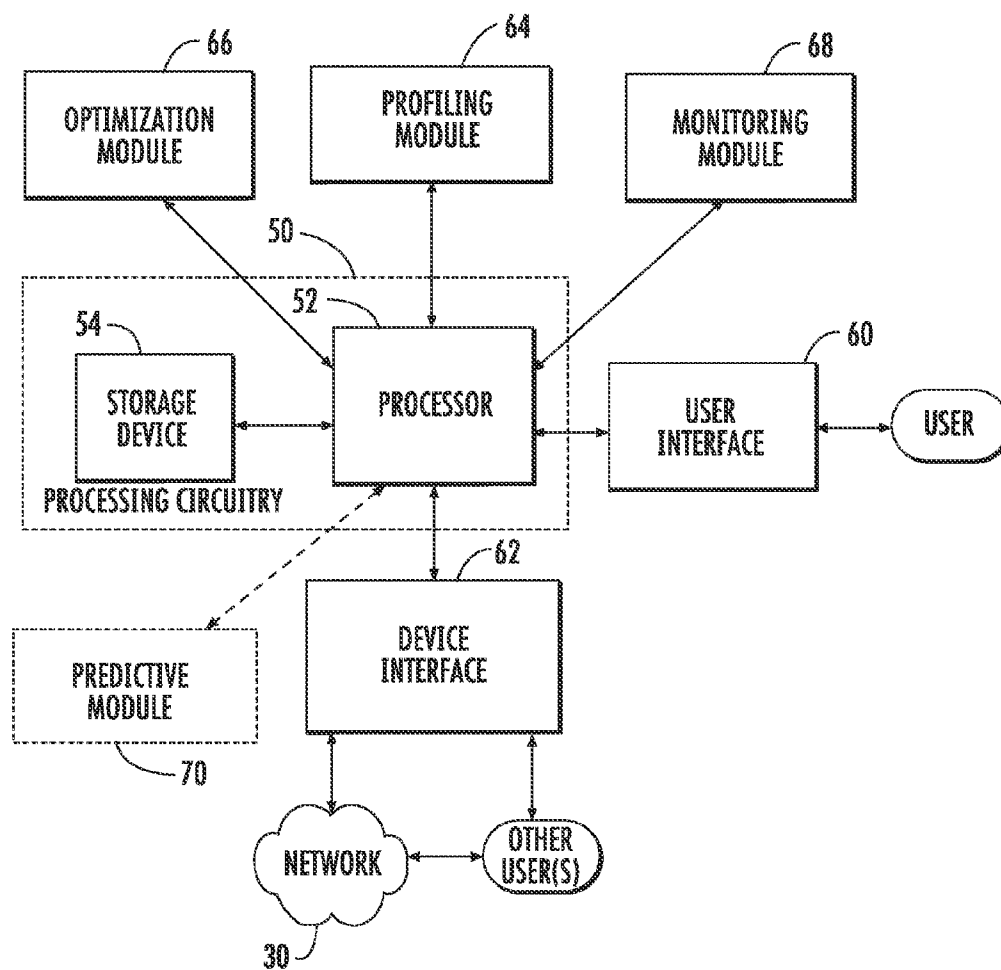 66
64
68
OPTIMIZATION
MODULE
PROFILING
MODULE
MONITORING
MODULE
50
52
54
60
STORAGE
DEVICE
PROCESSOR
USER
INTERFACE
USER
PROCESSING CIRCUITRY
62
DEVICE
INTERFACE
PREDICTIVE
MODULE
70
NETWORK
OTHER
USER(S)
30